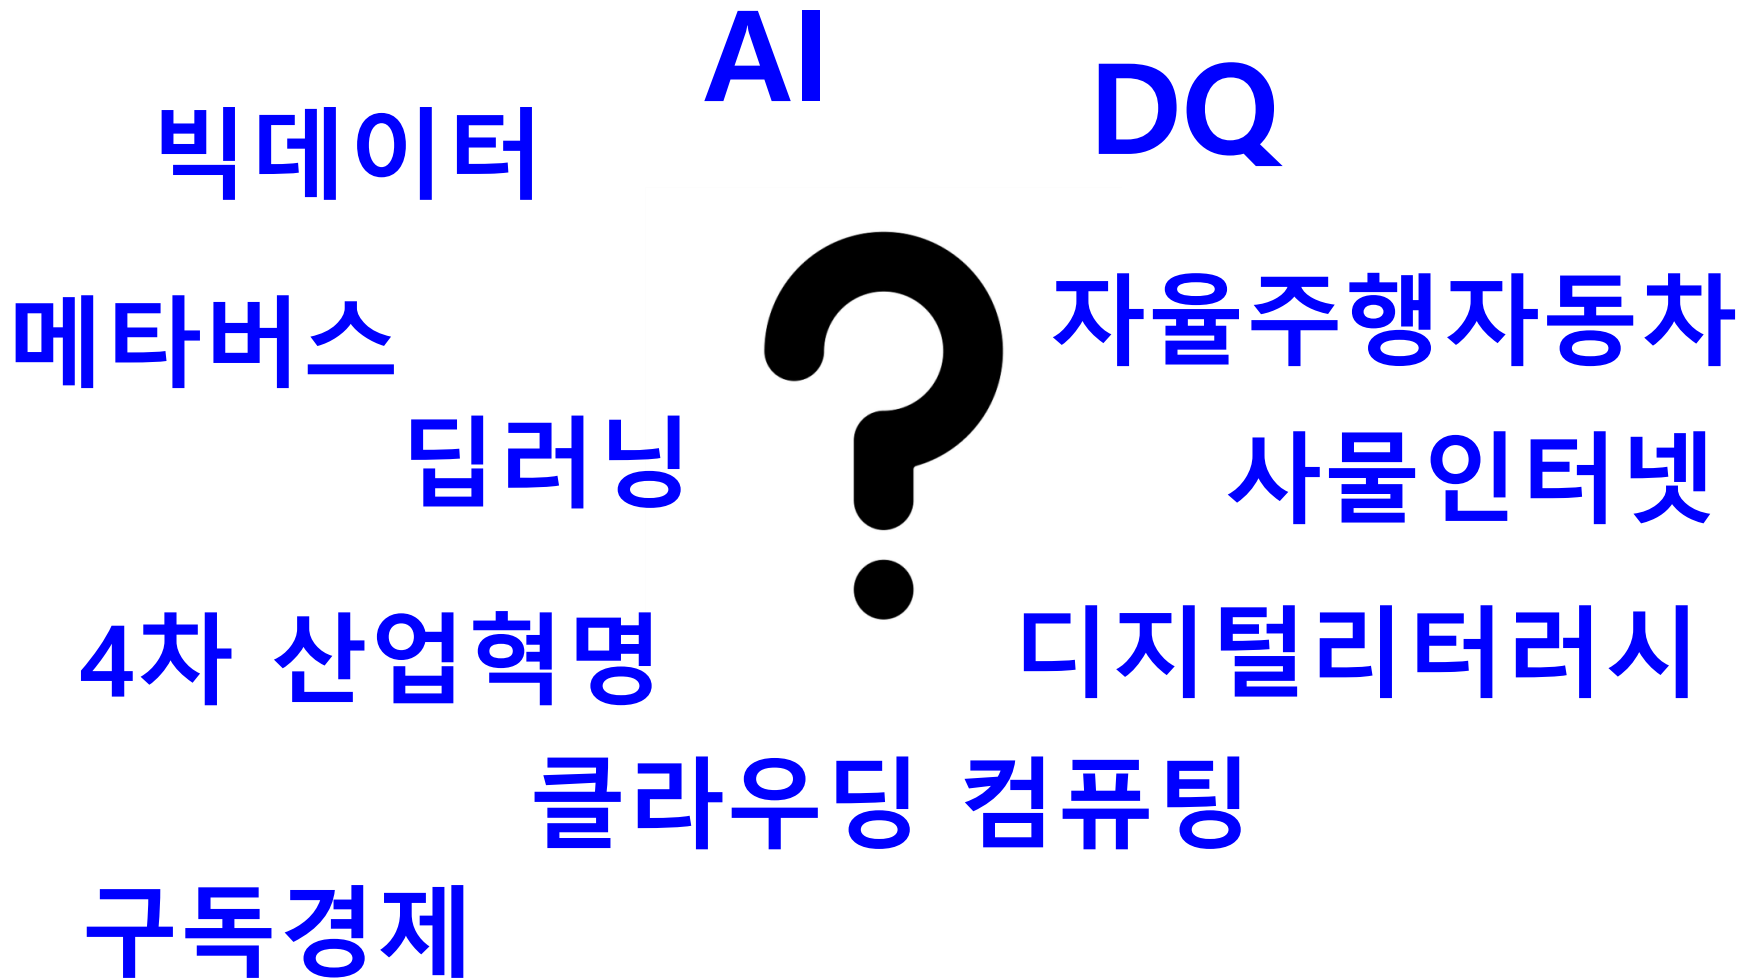 AI
DQ
빅데이터
자율주행자동차
메타버스
딥러닝
?
사물인터넷
4차 산업혁명
디지털리터러시
클라우딩 컴퓨팅
구독경제